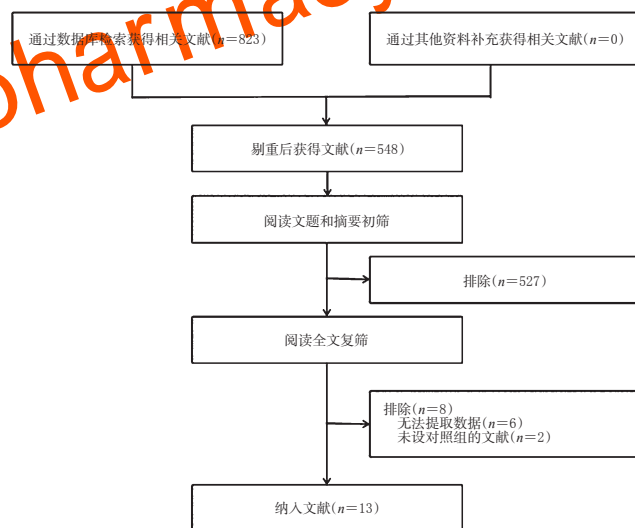 pharmacy
通过数据库检索获得相关文献(n=823)
通过其他资料补充获得相关文献(n=0)
剔重后获得文献(n=548)
阅读文题和摘要初筛
排除(n=527)
阅读全文复筛
排除(n=8)
无法提取数据(n=6)
未设对照组的文献(n=2)
纳入文献(n=13)